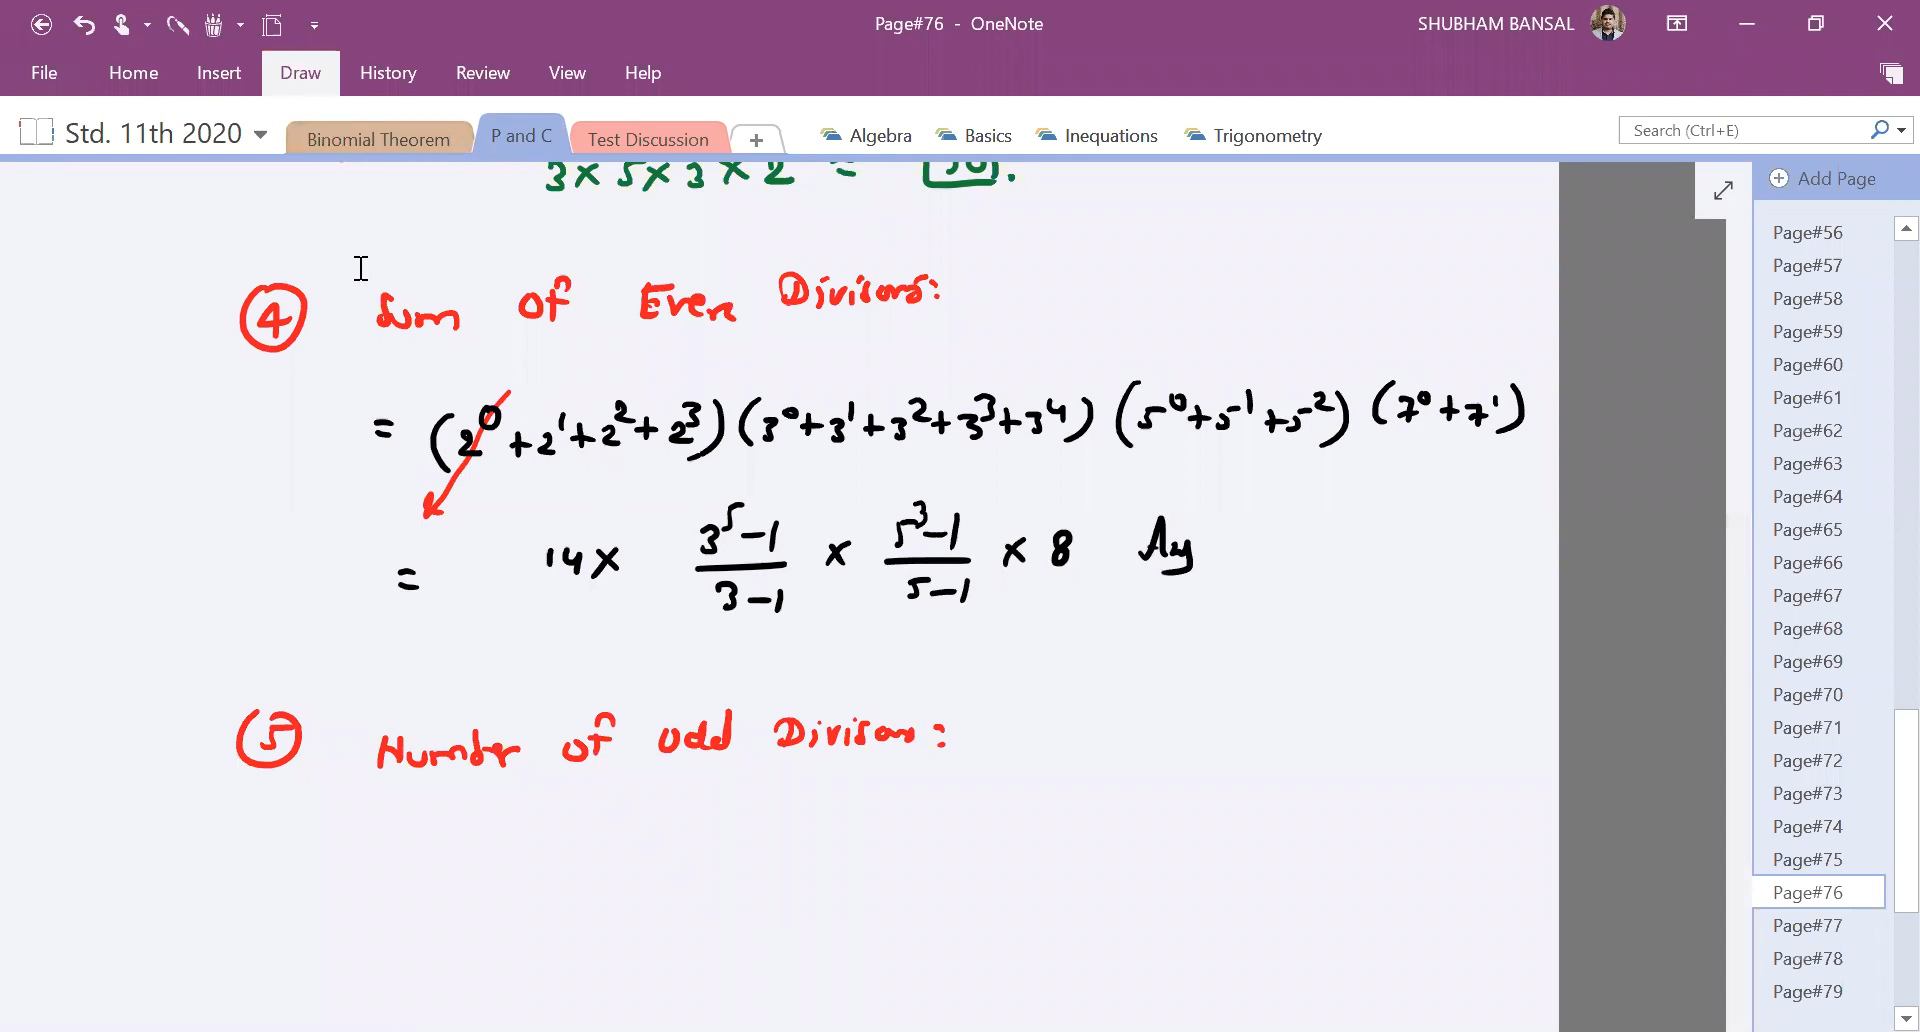 Page#76 - OneNote
SHUBHAM BANSAL
File Home Insert Draw History Review View Help
Std. 11th 2020
Binomial Theorem P and C Test Discussion + Algebra Basics Inequations Trigonometry
Search (Ctrl+E)
3 × 5 × 3 × 2 =
④ Sum of Even Divisors:
= (2⁰ + 2¹ + 2² + 2³) (3⁰ + 3¹ + 3² + 3³ + 3⁴) (5⁰ + 5¹ + 5²) (7⁰ + 7¹)
= 14 × (3⁵ − 1)/(3 − 1) × (5³ − 1)/(5 − 1) × 8 Ans
⑤ Number of odd Divisors:
Add Page
Page#56
Page#57
Page#58
Page#59
Page#60
Page#61
Page#62
Page#63
Page#64
Page#65
Page#66
Page#67
Page#68
Page#69
Page#70
Page#71
Page#72
Page#73
Page#74
Page#75
Page#76
Page#77
Page#78
Page#79